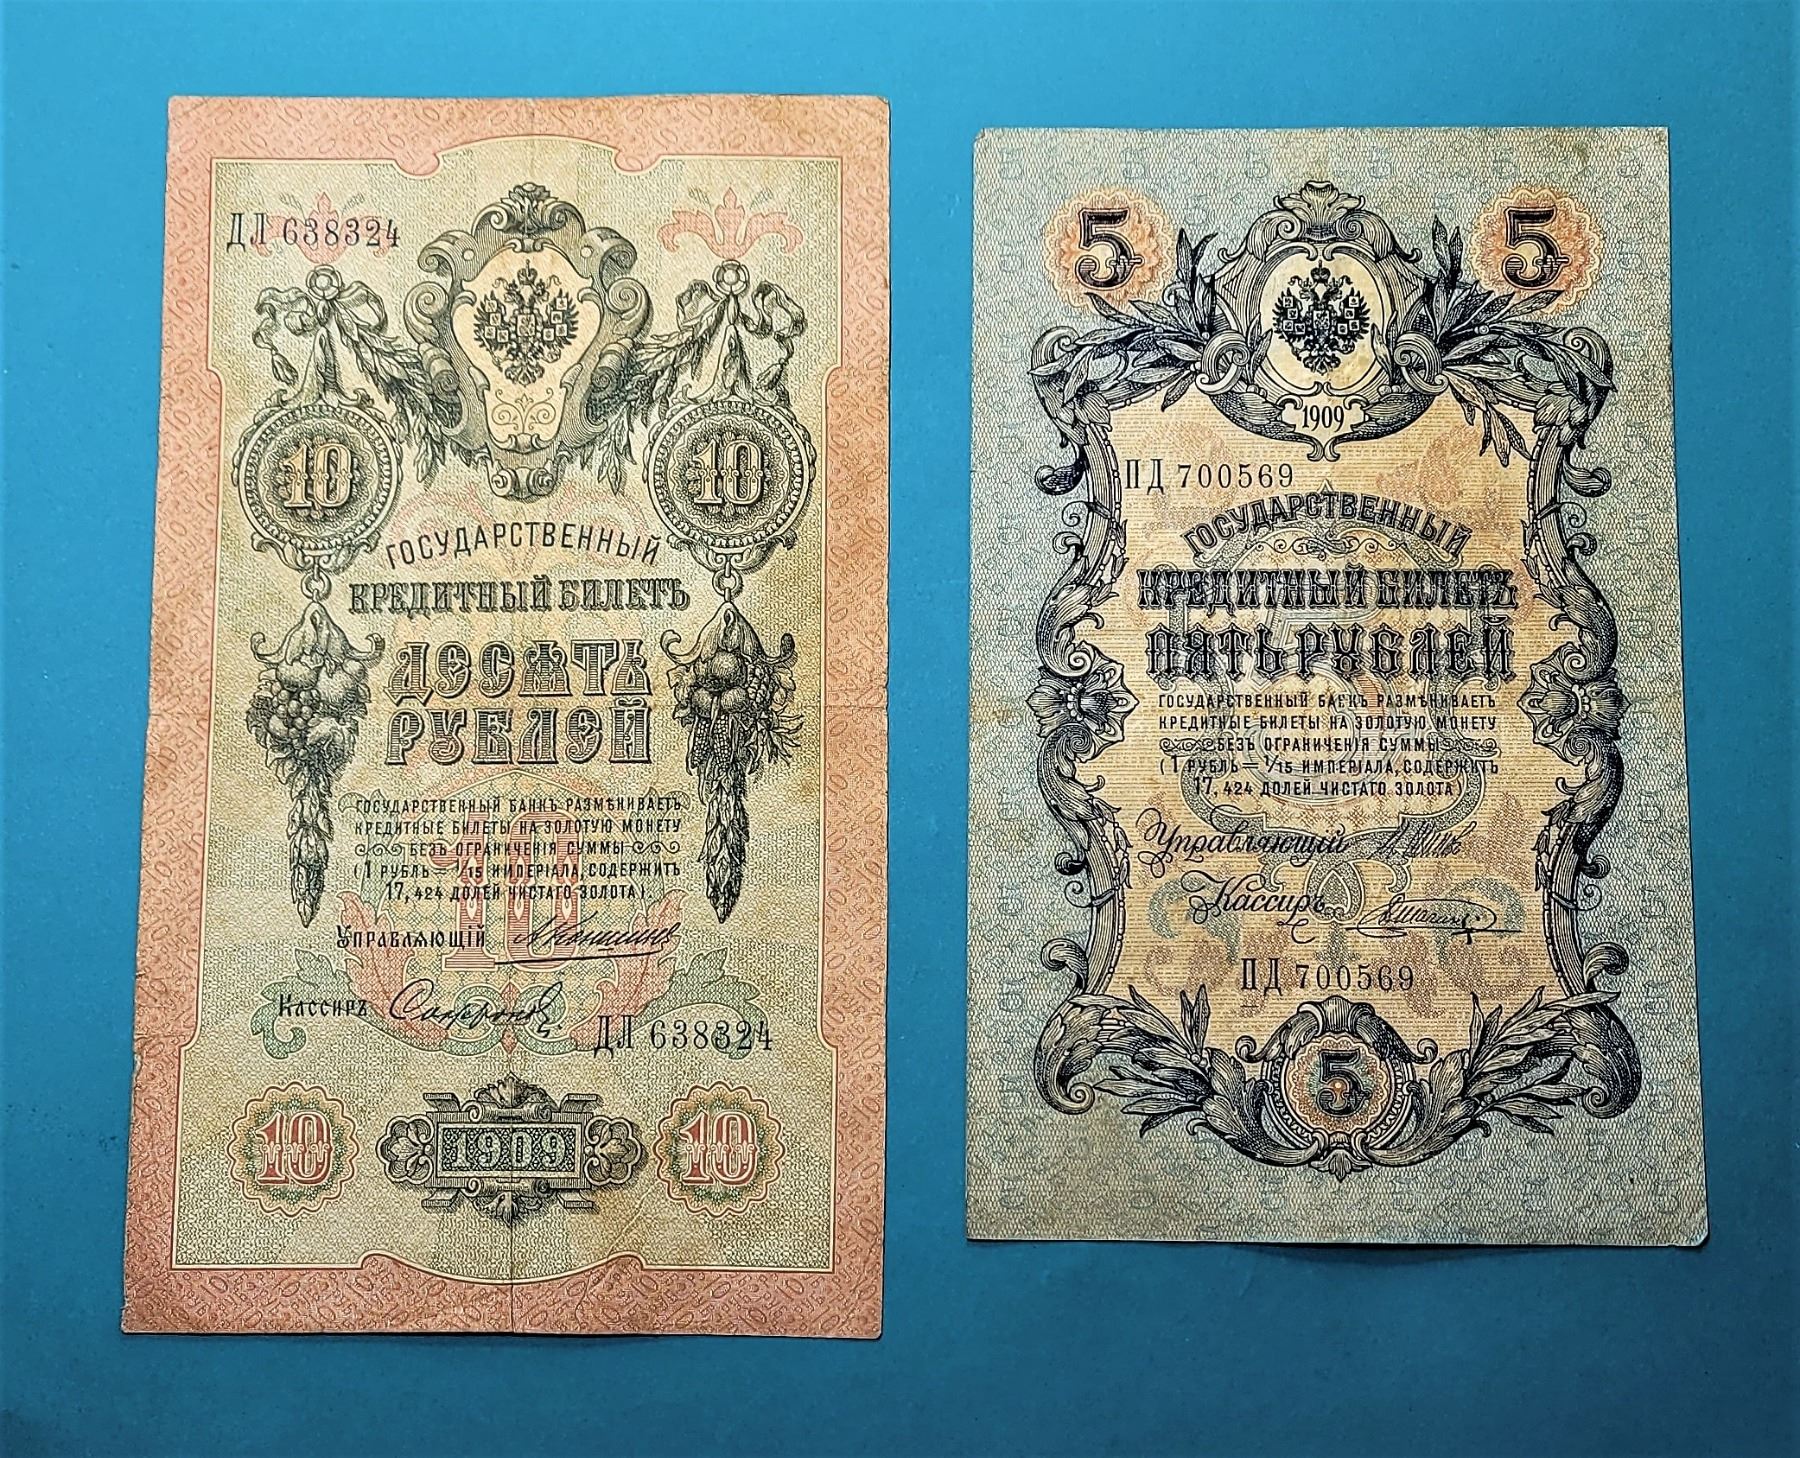 ДЛ 638324
10 10
ГОСУДАРСТВЕННЫЙ
КРЕДИТНЫЙ БИЛЕТЪ
ДЕСЯТЬ
РУБЛЕЙ
ГОСУДАРСТВЕННЫЙ БАНКЪ РАЗМѢНИВАЕТЪ
КРЕДИТНЫЕ БИЛЕТЫ НА ЗОЛОТУЮ МОНЕТУ
БЕЗЪ ОГРАНИЧЕНІЯ СУММЫ
(1 РУБЛЬ = 1/15 ИМПЕРІАЛА, СОДЕРЖИТЪ
17,424 ДОЛЕЙ ЧИСТАГО ЗОЛОТА).
10
УПРАВЛЯЮЩІЙ АКоншинъ
КАССИРЪ Софроновъ
ДЛ 638324
10 1909 10
5 5
1909
ПД 700569
ГОСУДАРСТВЕННЫЙ
КРЕДИТНЫЙ БИЛЕТЪ
ПЯТЬ РУБЛЕЙ
ГОСУДАРСТВЕННЫЙ БАНКЪ РАЗМѢНИВАЕТЪ
КРЕДИТНЫЕ БИЛЕТЫ НА ЗОЛОТУЮ МОНЕТУ
БЕЗЪ ОГРАНИЧЕНІЯ СУММЫ
(1 РУБЛЬ = 1/15 ИМПЕРІАЛА, СОДЕРЖИТЪ
17,424 ДОЛЕЙ ЧИСТАГО ЗОЛОТА).
Управляющій
Кассиръ
ПД 700569
5